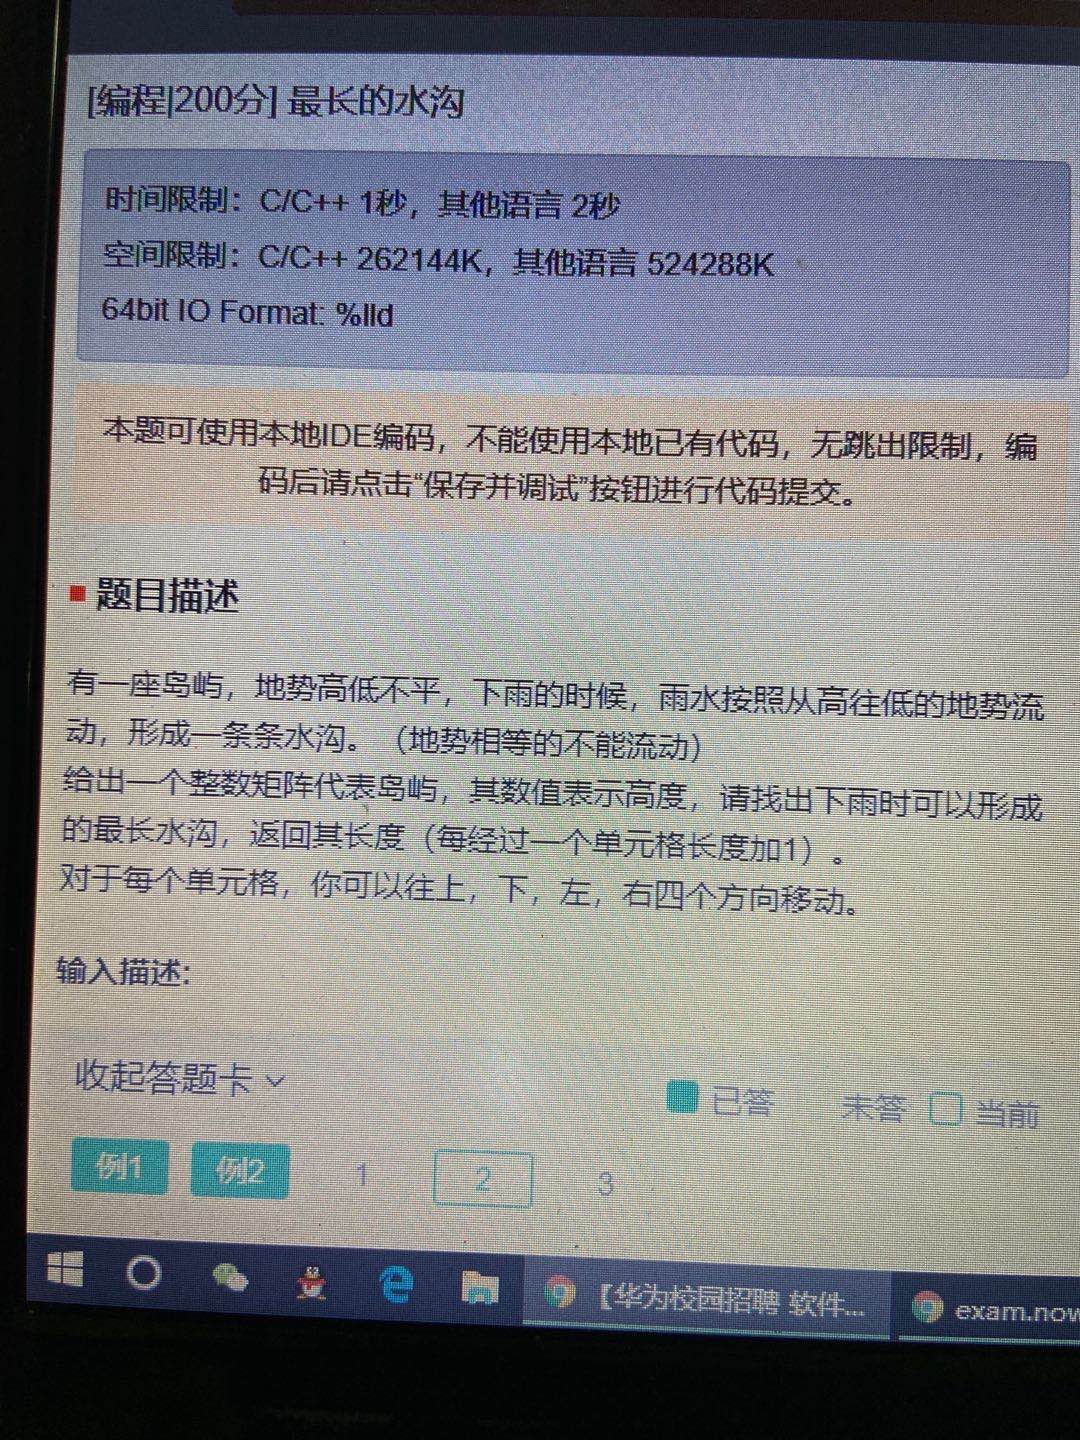 [编程|200分] 最长的水沟
时间限制：C/C++ 1秒，其他语言 2秒
空间限制：C/C++ 262144K，其他语言 524288K
64bit IO Format: %lld
本题可使用本地IDE编码，不能使用本地已有代码，无跳出限制，编
码后请点击“保存并调试”按钮进行代码提交。
题目描述
有一座岛屿，地势高低不平，下雨的时候，雨水按照从高往低的地势流
动，形成一条条水沟。（地势相等的不能流动）
给出一个整数矩阵代表岛屿，其数值表示高度，请找出下雨时可以形成
的最长水沟，返回其长度（每经过一个单元格长度加1）。
对于每个单元格，你可以往上，下，左，右四个方向移动。
输入描述:
收起答题卡
已答 未答 当前
例1 例2 1 2 3
【华为校园招聘 软件... exam.now